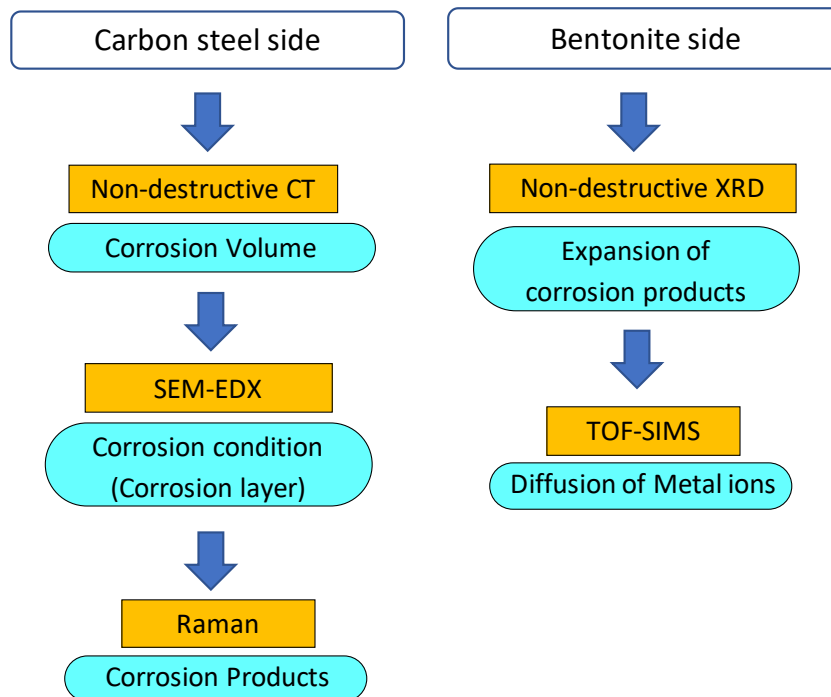 Carbon steel side
Non-destructive CT
Corrosion Volume
SEM-EDX
Corrosion condition
(Corrosion layer)
Raman
Corrosion Products
Bentonite side
Non-destructive XRD
Expansion of
corrosion products
TOF-SIMS
Diffusion of Metal ions